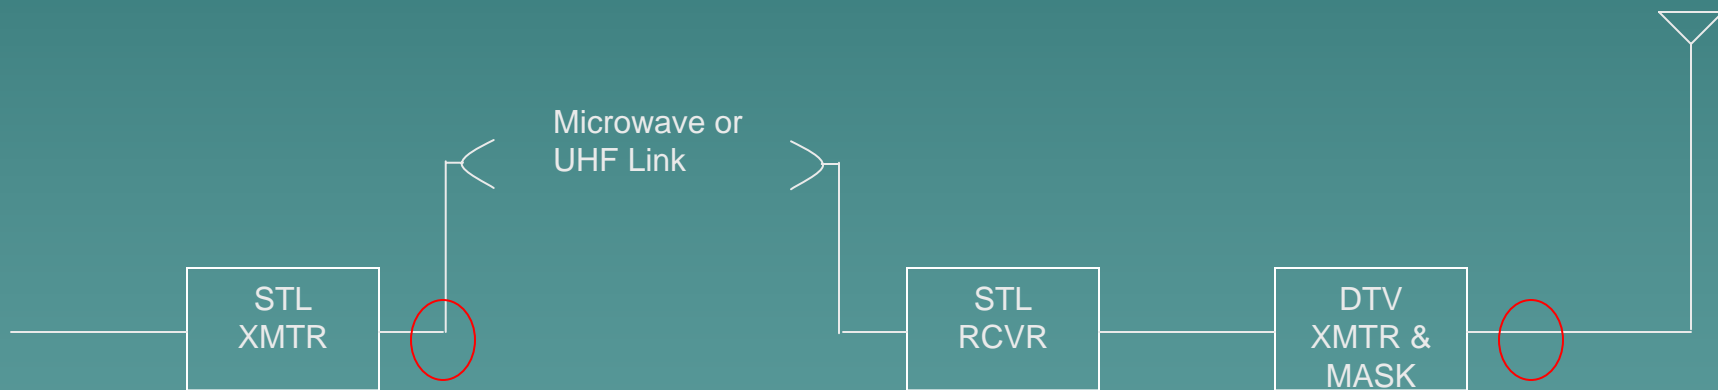 Microwave or
UHF Link
STL
XMTR
STL
RCVR
DTV
XMTR &
MASK